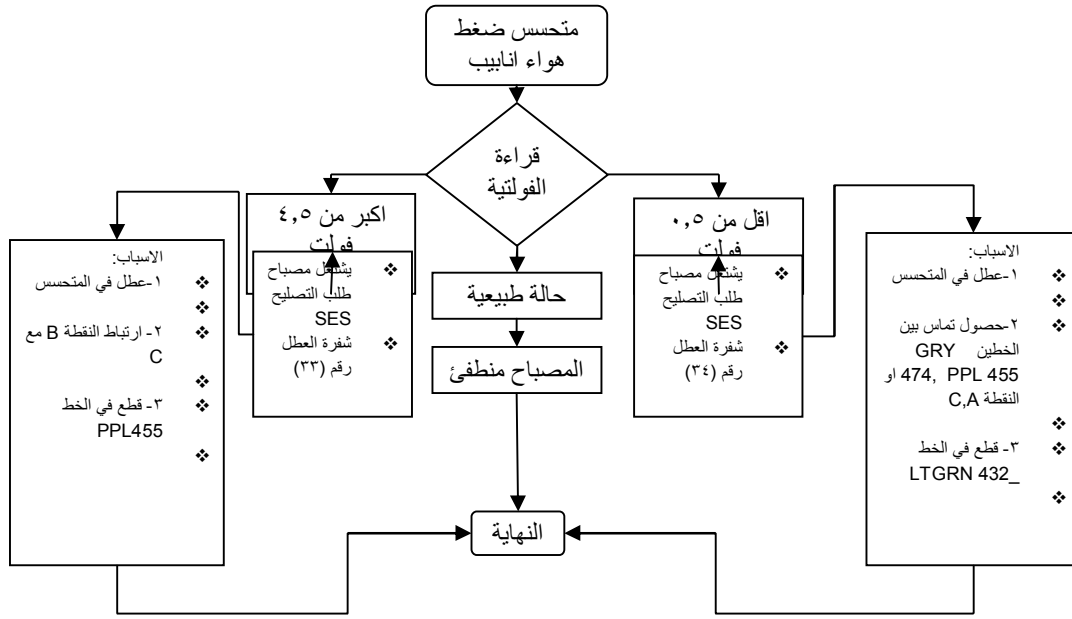 متحسس ضغط
هواء انابيب
قراءة
الفولتية
اكبر من ٤,٥
فولت
اقل من ٠,٥
فولت
يشتغل مصباح
طلب التصليح
SES
شفرة العطل
رقم (٣٣)
يشتغل مصباح
طلب التصليح
SES
شفرة العطل
رقم (٣٤)
حالة طبيعية
المصباح منطفئ
الاسباب:
١-عطل في المتحسس
٢- ارتباط النقطة B مع
C
٣- قطع في الخط
PPL455
الاسباب:
١-عطل في المتحسس
٢-حصول تماس بين
الخطين GRY
474, PPL 455 او
النقطة C,A
٣- قطع في الخط
LTGRN 432_
النهاية